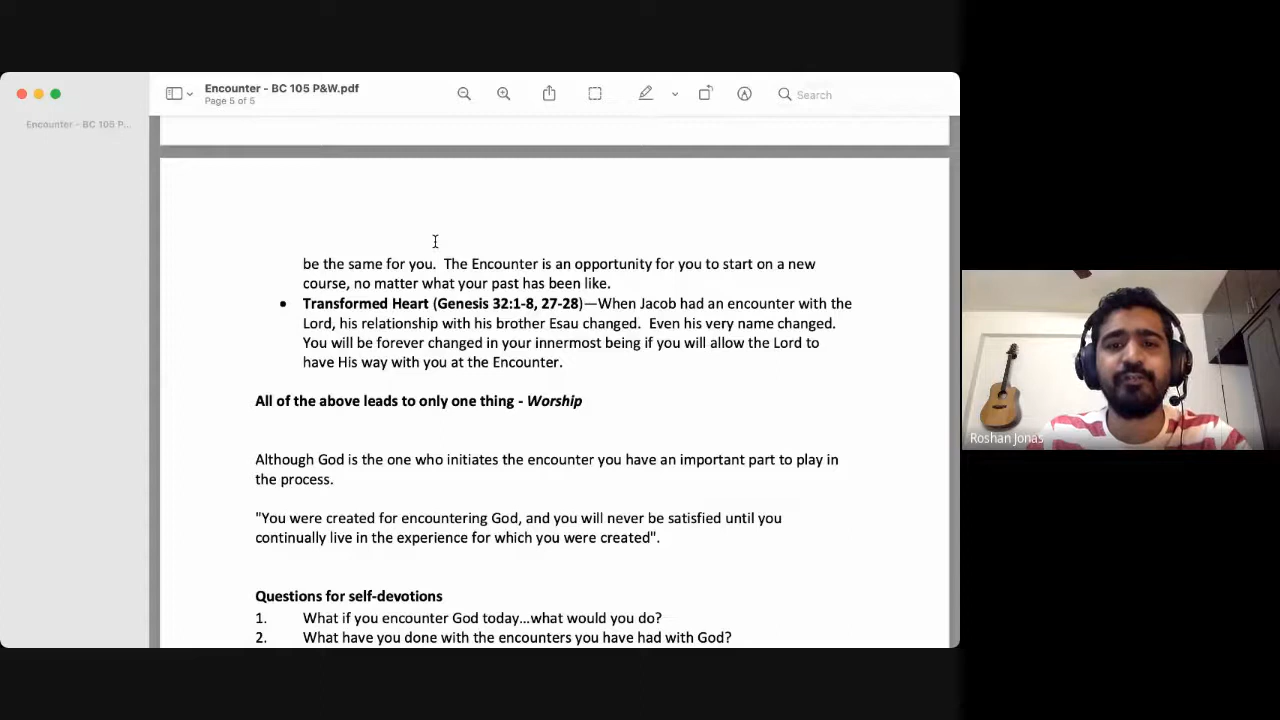 Encounter - BC 105 P&W.pdf
Page 5 of 5
Search
Encounter - BC 105 P...
be the same for you.  The Encounter is an opportunity for you to start on a new
course, no matter what your past has been like.
• Transformed Heart (Genesis 32:1-8, 27-28)—When Jacob had an encounter with the
Lord, his relationship with his brother Esau changed.  Even his very name changed.
You will be forever changed in your innermost being if you will allow the Lord to
have His way with you at the Encounter.
All of the above leads to only one thing - Worship
Although God is the one who initiates the encounter you have an important part to play in
the process.
"You were created for encountering God, and you will never be satisfied until you
continually live in the experience for which you were created".
Questions for self-devotions
1. What if you encounter God today...what would you do?
2. What have you done with the encounters you have had with God?
Roshan Jonas